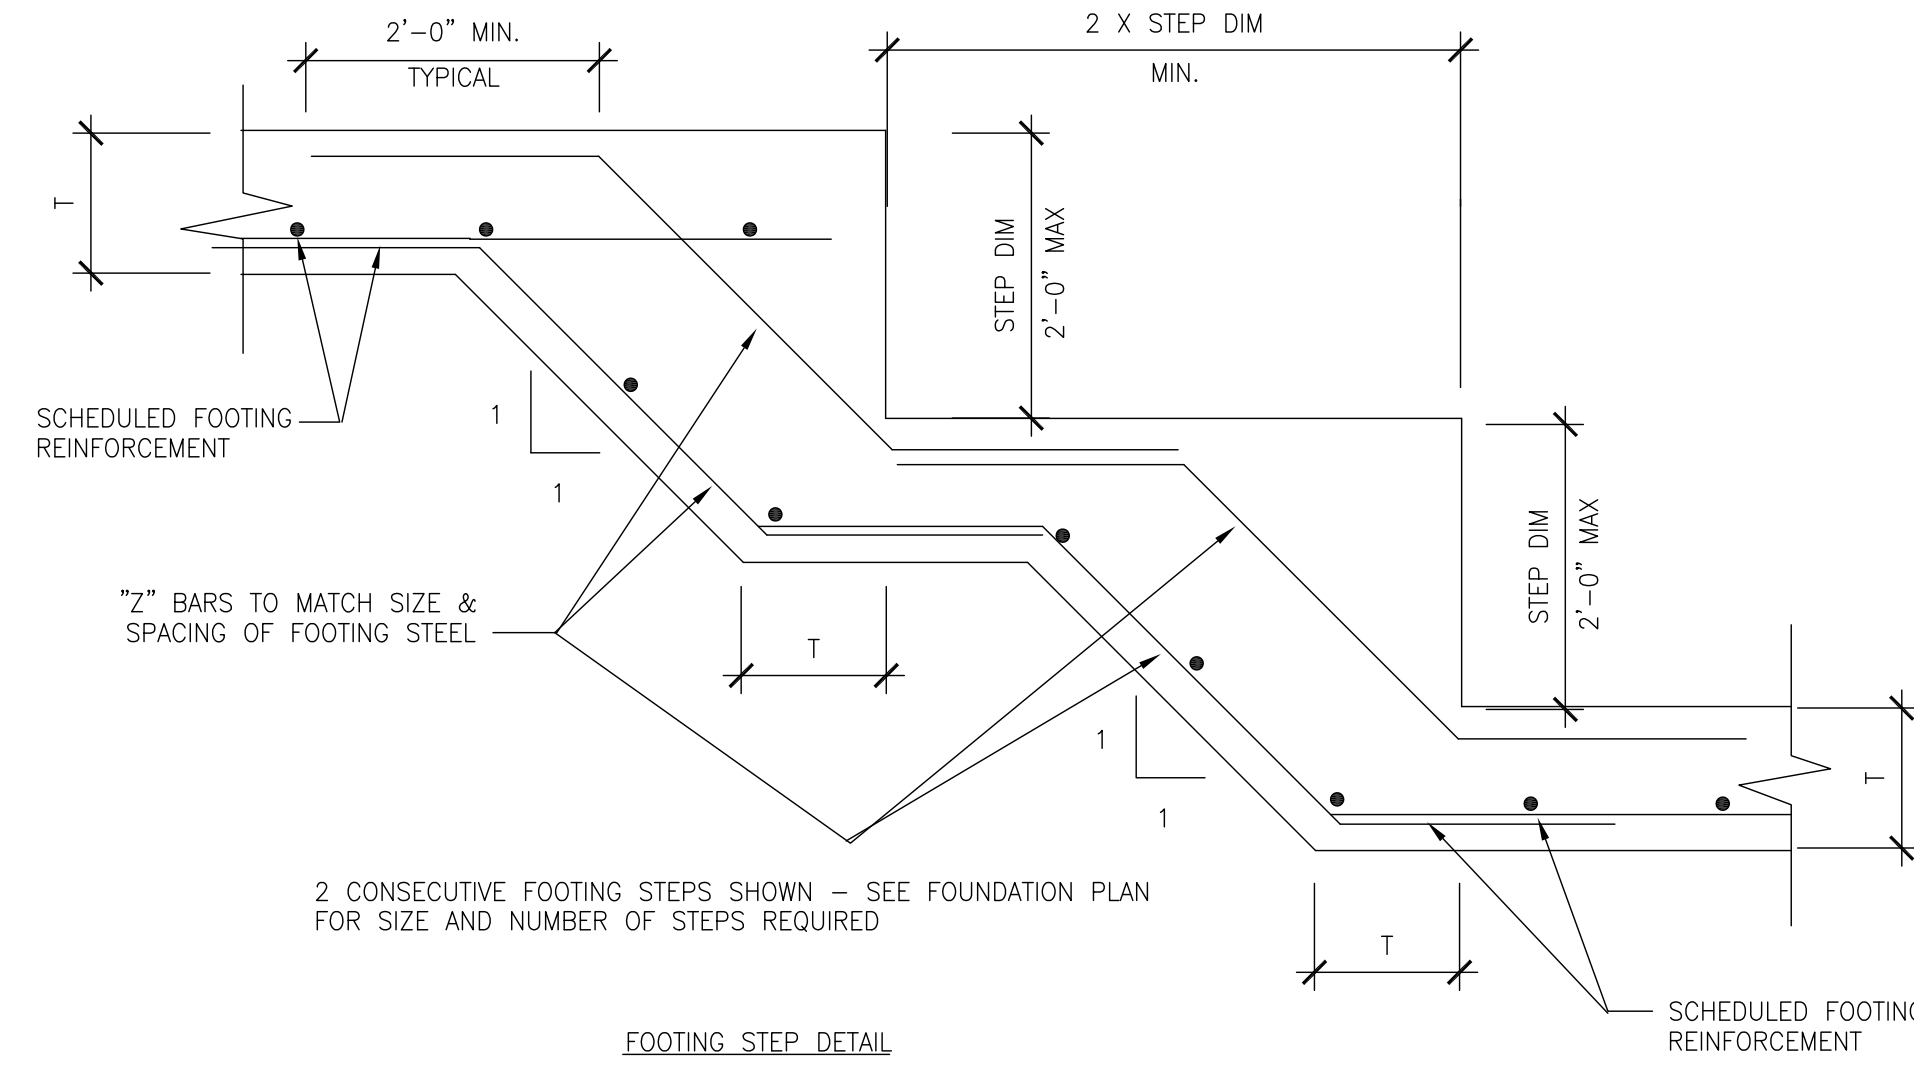 2'-0" MIN.
TYPICAL
2 X STEP DIM
MIN.
T
STEP DIM
2'-0" MAX
SCHEDULED FOOTING
REINFORCEMENT
1
1
STEP DIM
2'-0" MAX
"Z" BARS TO MATCH SIZE &
SPACING OF FOOTING STEEL
T
1
1
T
2 CONSECUTIVE FOOTING STEPS SHOWN – SEE FOUNDATION PLAN
FOR SIZE AND NUMBER OF STEPS REQUIRED
T
SCHEDULED FOOTING
REINFORCEMENT
FOOTING STEP DETAIL